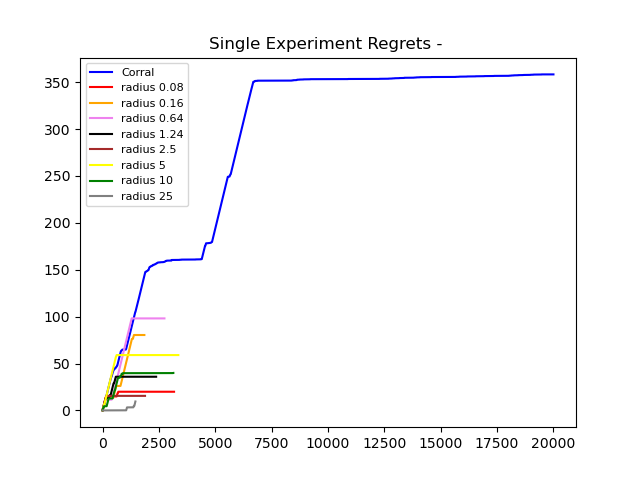 Single Experiment Regrets -
350
300
250
200
150
100
50
0
Corral
radius 0.08
radius 0.16
radius 0.64
radius 1.24
radius 2.5
radius 5
radius 10
radius 25
0 2500 5000 7500 10000 12500 15000 17500 20000